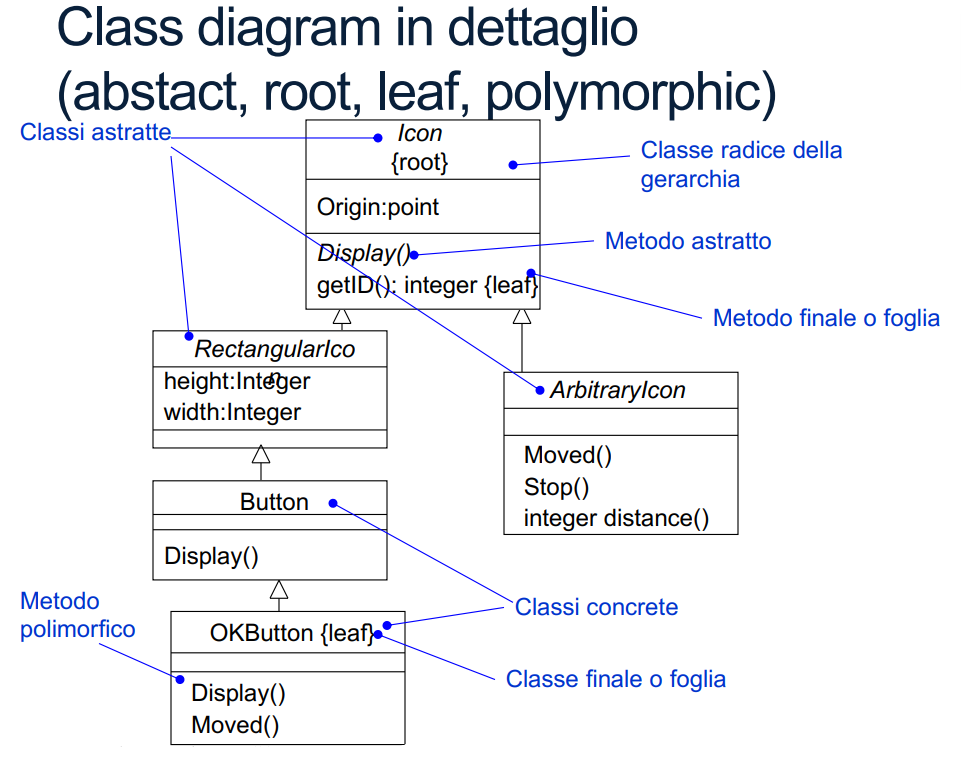 Class diagram in dettaglio
(abstact, root, leaf, polymorphic)
Classi astratte
Icon
{root}
Classe radice della
gerarchia
Origin:point
Display()
Metodo astratto
getID(): integer {leaf}
Metodo finale o foglia
RectangularIco
n
height:Integer
width:Integer
ArbitraryIcon
Moved()
Stop()
integer distance()
Button
Display()
Metodo
polimorfico
Classi concrete
OKButton {leaf}
Classe finale o foglia
Display()
Moved()